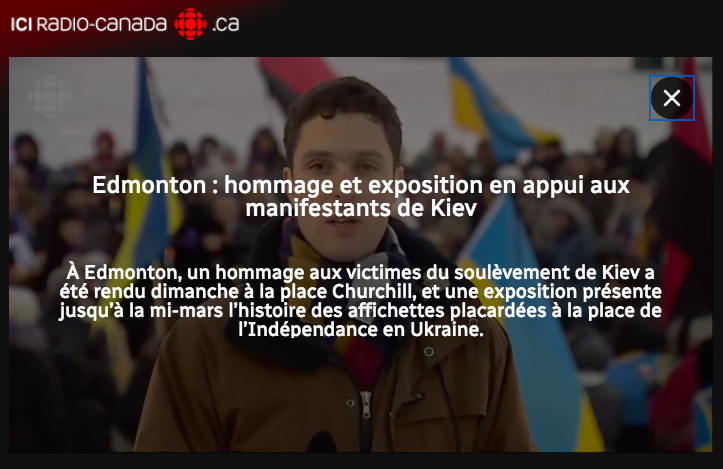 ICI RADIO-CANADA .ca
Edmonton : hommage et exposition en appui aux
manifestants de Kiev
À Edmonton, un hommage aux victimes du soulèvement de Kiev a
été rendu dimanche à la place Churchill, et une exposition présente
jusqu’à la mi-mars l’histoire des affichettes placardées à la place de
l’Indépendance en Ukraine.